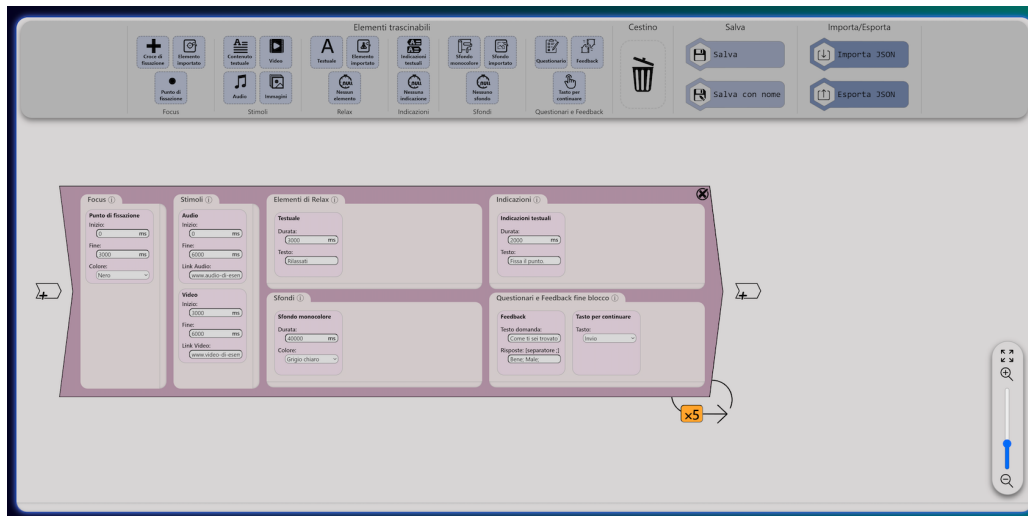 Elementi trascinabili
Cestino
Salva
Importa/Esporta
Croce di fissazione
Elemento importato
Contenuto testuale
Video
Testuale
Elemento importato
Indicazioni testuali
Sfondo monocolore
Sfondo importato
Questionario
Feedback
Salva
Importa JSON
Punto di fissazione
Audio
Immagini
null
Nessun elemento
null
Nessuna indicazione
null
Nessuno sfondo
Tasto per continuare
Salva con nome
Esporta JSON
Focus
Stimoli
Relax
Indicazioni
Sfondi
Questionari e Feedback
Focus
Punto di fissazione
Inizio:
0 ms
Fine:
3000 ms
Colore:
Nero
Stimoli
Audio
Inizio:
0 ms
Fine:
6000 ms
Link Audio:
www.audio-di-esem
Video
Inizio:
3000 ms
Fine:
6000 ms
Link Video:
www.video-di-esem
Elementi di Relax
Testuale
Durata:
3000 ms
Testo:
Rilassati
Indicazioni
Indicazioni testuali
Durata:
2000 ms
Testo:
Fissa il punto.
Sfondi
Sfondo monocolore
Durata:
40000 ms
Colore:
Grigio chiaro
Questionari e Feedback fine blocco
Feedback
Testo domanda:
Come ti sei trovato
Risposte: [separatore ;]
Bene; Male;
Tasto per continuare
Tasto:
Invio
x5